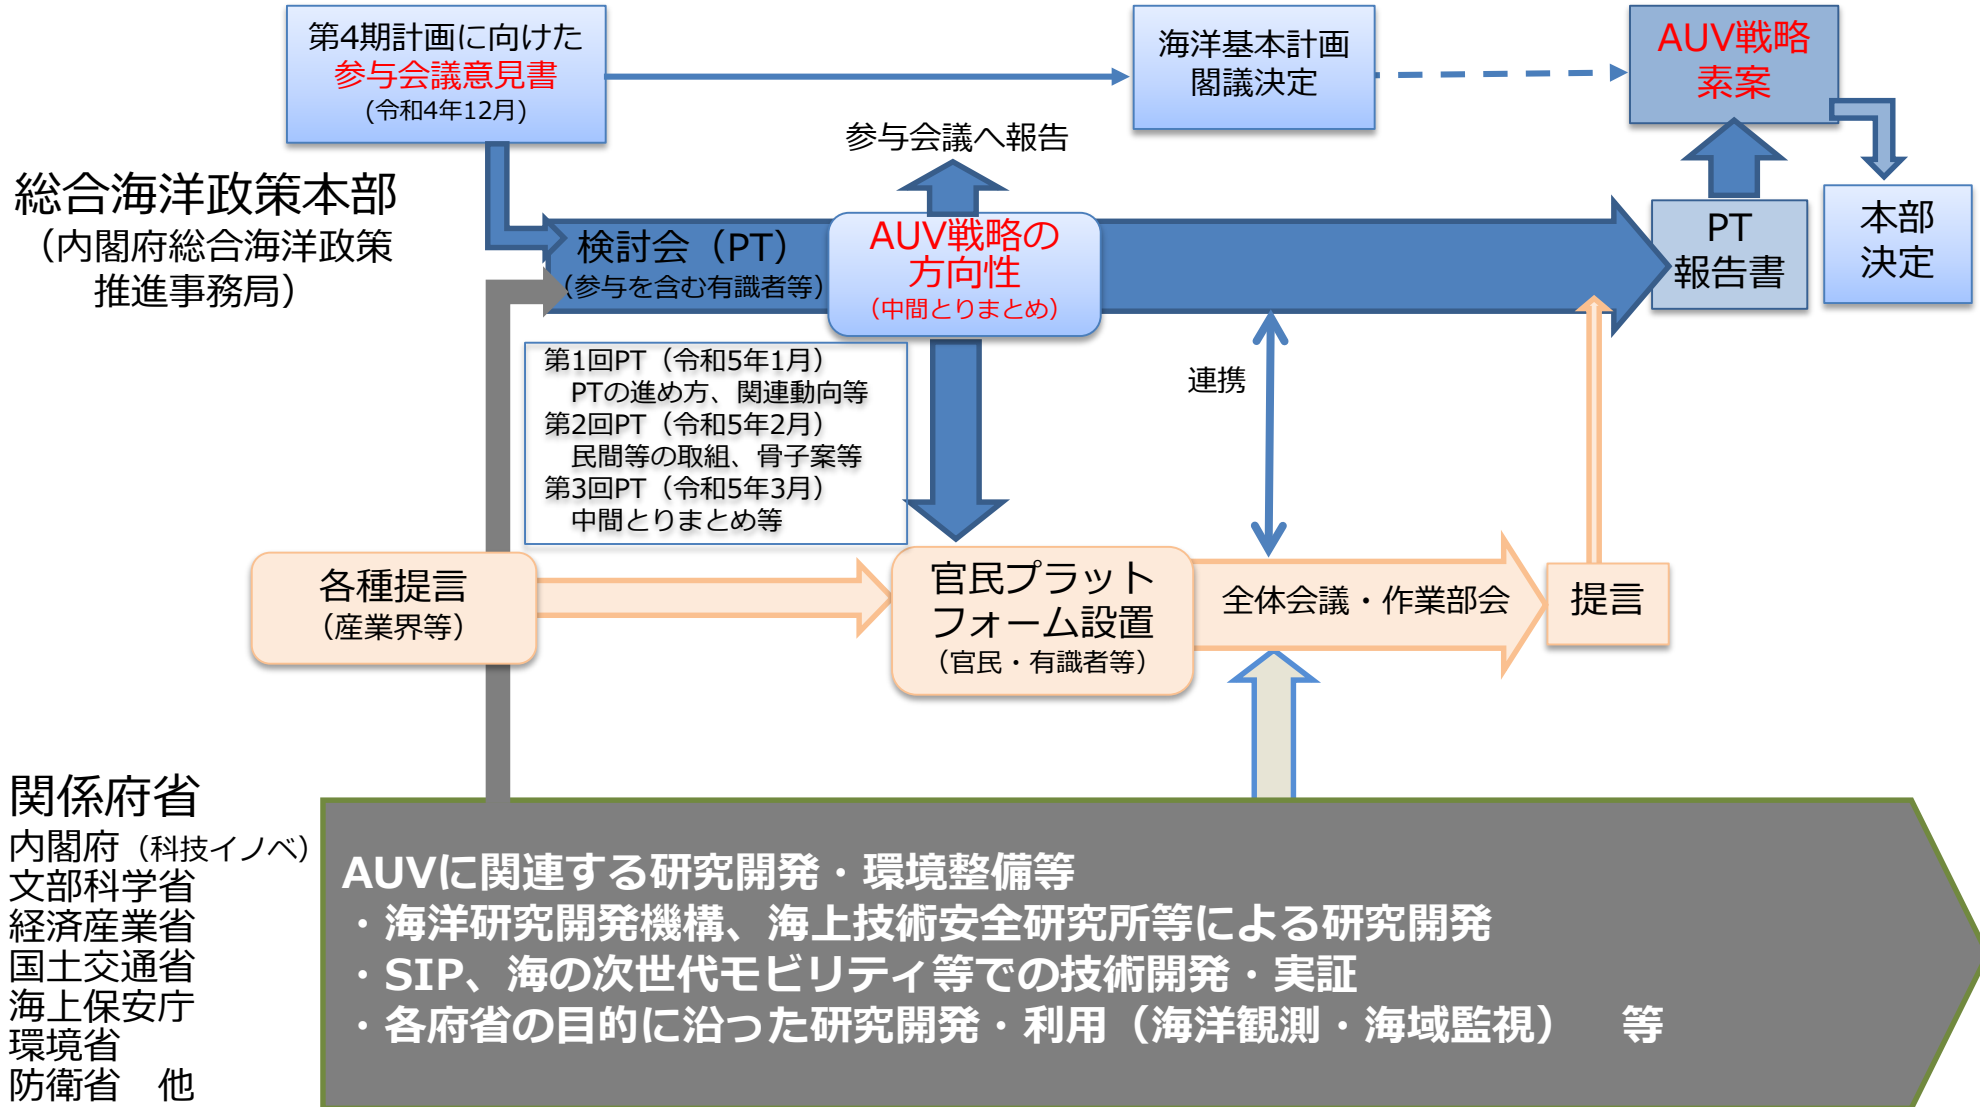 第4期計画に向けた
参与会議意見書
(令和4年12月)
海洋基本計画
閣議決定
AUV戦略
素案
参与会議へ報告
総合海洋政策本部
（内閣府総合海洋政策
推進事務局）
検討会（PT）
（参与を含む有識者等）
AUV戦略の
方向性
（中間とりまとめ）
PT
報告書
本部
決定
第1回PT（令和5年1月）
PTの進め方、関連動向等
第2回PT（令和5年2月）
民間等の取組、骨子案等
第3回PT（令和5年3月）
中間とりまとめ等
連携
各種提言
（産業界等）
官民プラット
フォーム設置
（官民・有識者等）
全体会議・作業部会
提言
関係府省
内閣府（科技イノベ）
文部科学省
経済産業省
国土交通省
海上保安庁
環境省
防衛省　他
AUVに関連する研究開発・環境整備等
・海洋研究開発機構、海上技術安全研究所等による研究開発
・SIP、海の次世代モビリティ等での技術開発・実証
・各府省の目的に沿った研究開発・利用（海洋観測・海域監視）　等